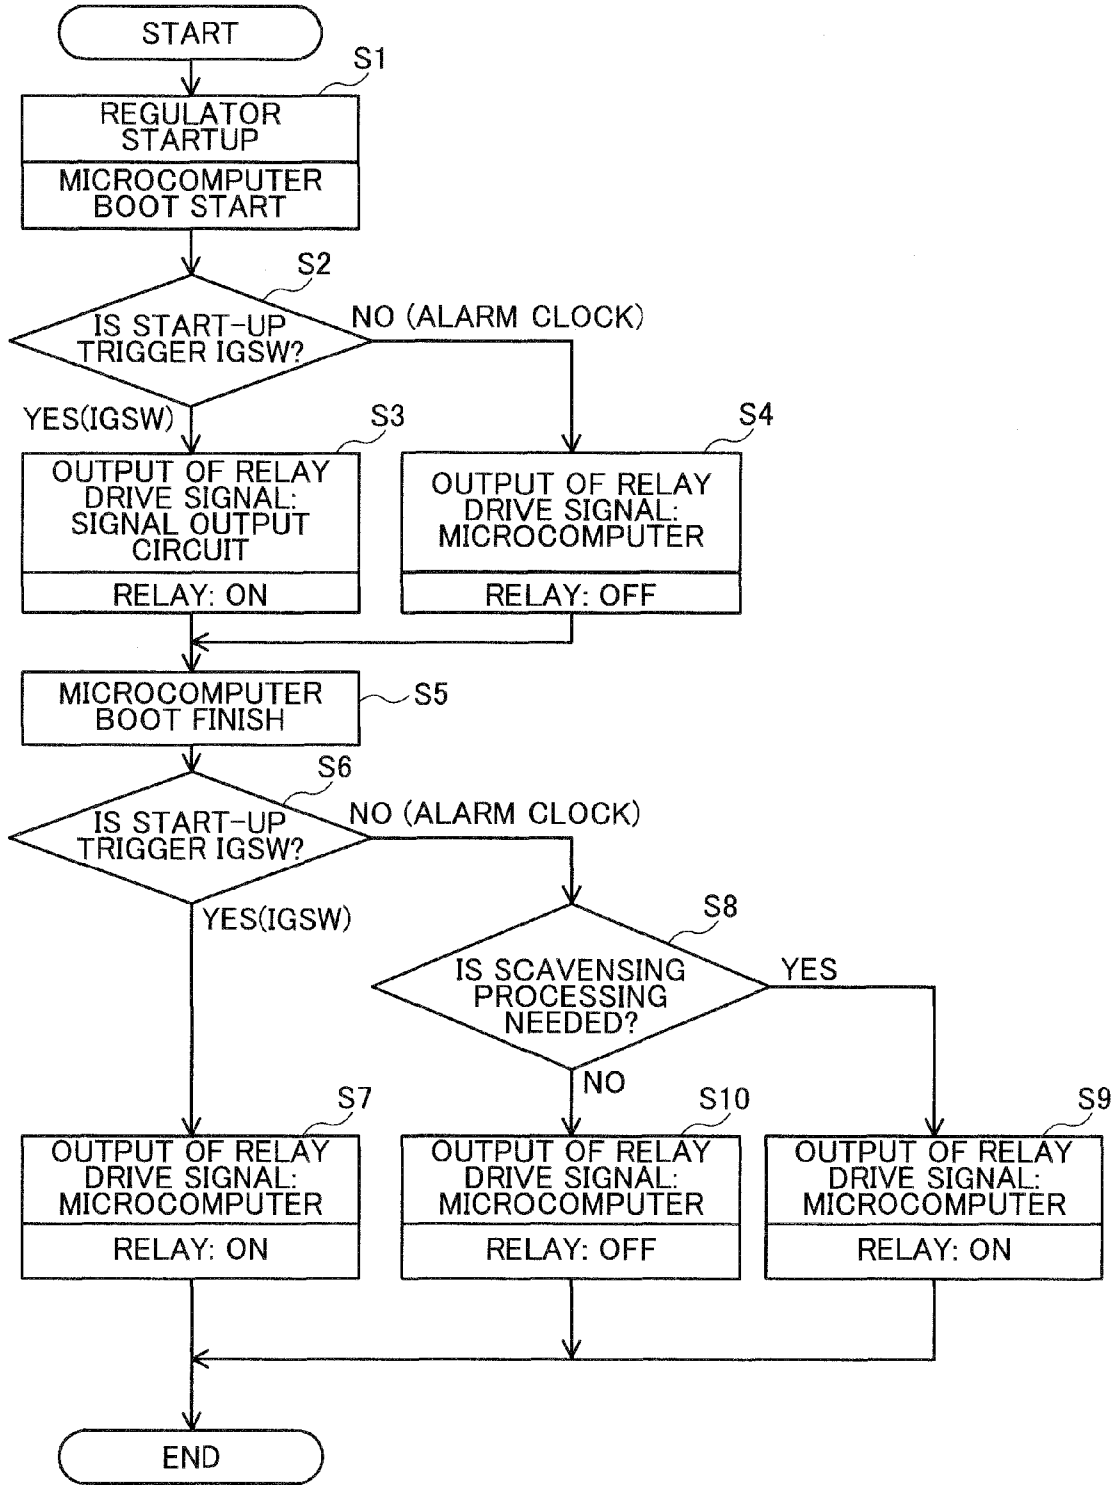 START
S1
REGULATOR
STARTUP
MICROCOMPUTER
BOOT START
S2
IS START-UP
TRIGGER IGSW?
NO (ALARM CLOCK)
YES(IGSW)
S3
OUTPUT OF RELAY
DRIVE SIGNAL:
SIGNAL OUTPUT
CIRCUIT
RELAY: ON
S4
OUTPUT OF RELAY
DRIVE SIGNAL:
MICROCOMPUTER
RELAY: OFF
MICROCOMPUTER
BOOT FINISH
S5
S6
IS START-UP
TRIGGER IGSW?
NO (ALARM CLOCK)
YES(IGSW)
S8
IS SCAVENSING
PROCESSING
NEEDED?
YES
NO
S7
OUTPUT OF RELAY
DRIVE SIGNAL:
MICROCOMPUTER
RELAY: ON
S10
OUTPUT OF RELAY
DRIVE SIGNAL:
MICROCOMPUTER
RELAY: OFF
S9
OUTPUT OF RELAY
DRIVE SIGNAL:
MICROCOMPUTER
RELAY: ON
END